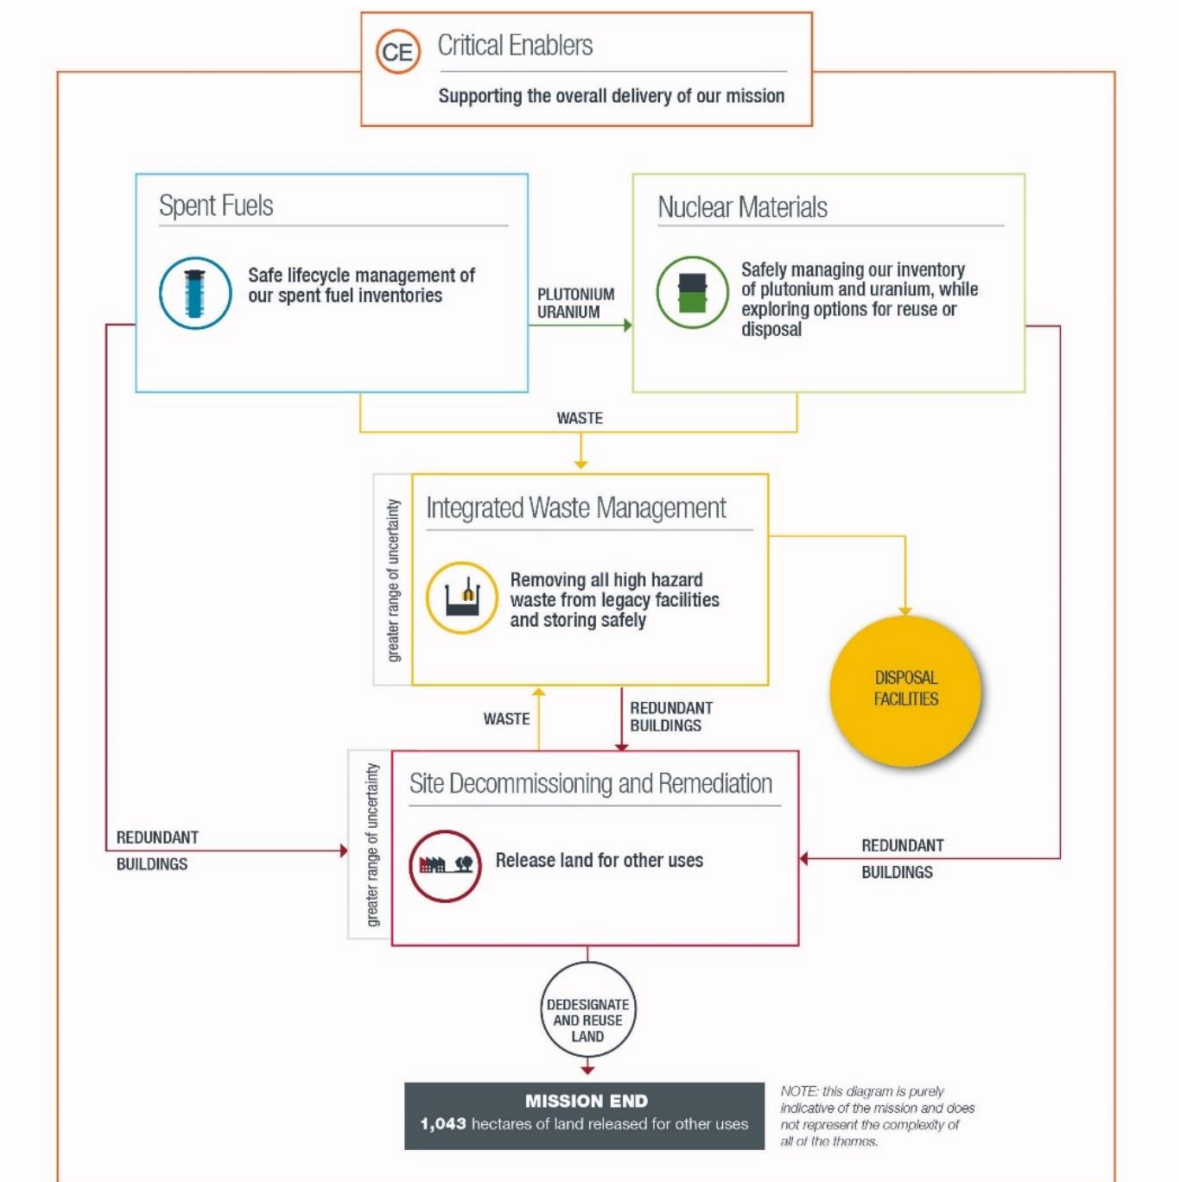 CE
Critical Enablers
Supporting the overall delivery of our mission
Spent Fuels
Safe lifecycle management of
our spent fuel inventories
PLUTONIUM
URANIUM
Nuclear Materials
Safely managing our inventory
of plutonium and uranium, while
exploring options for reuse or
disposal
WASTE
greater range of uncertainty
Integrated Waste Management
Removing all high hazard
waste from legacy facilities
and storing safely
DISPOSAL
FACILITIES
WASTE
REDUNDANT
BUILDINGS
greater range of uncertainty
Site Decommissioning and Remediation
Release land for other uses
REDUNDANT
BUILDINGS
REDUNDANT
BUILDINGS
DEDESIGNATE
AND REUSE
LAND
MISSION END
1,043 hectares of land released for other uses
NOTE: this diagram is purely
indicative of the mission and does
not represent the complexity of
all of the themes.